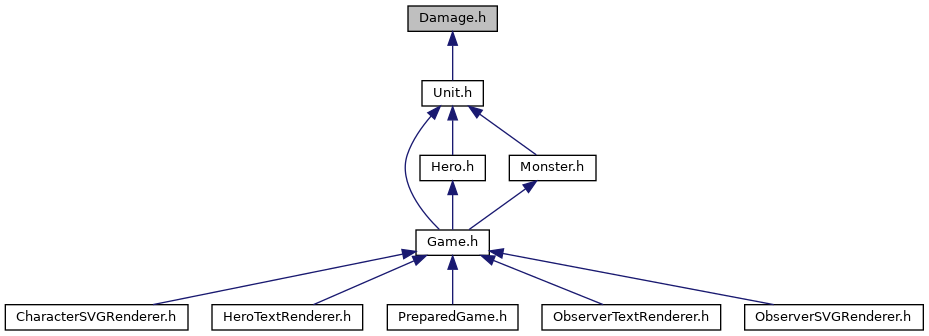 Damage.h
Unit.h
Hero.h
Monster.h
Game.h
CharacterSVGRenderer.h
HeroTextRenderer.h
PreparedGame.h
ObserverTextRenderer.h
ObserverSVGRenderer.h